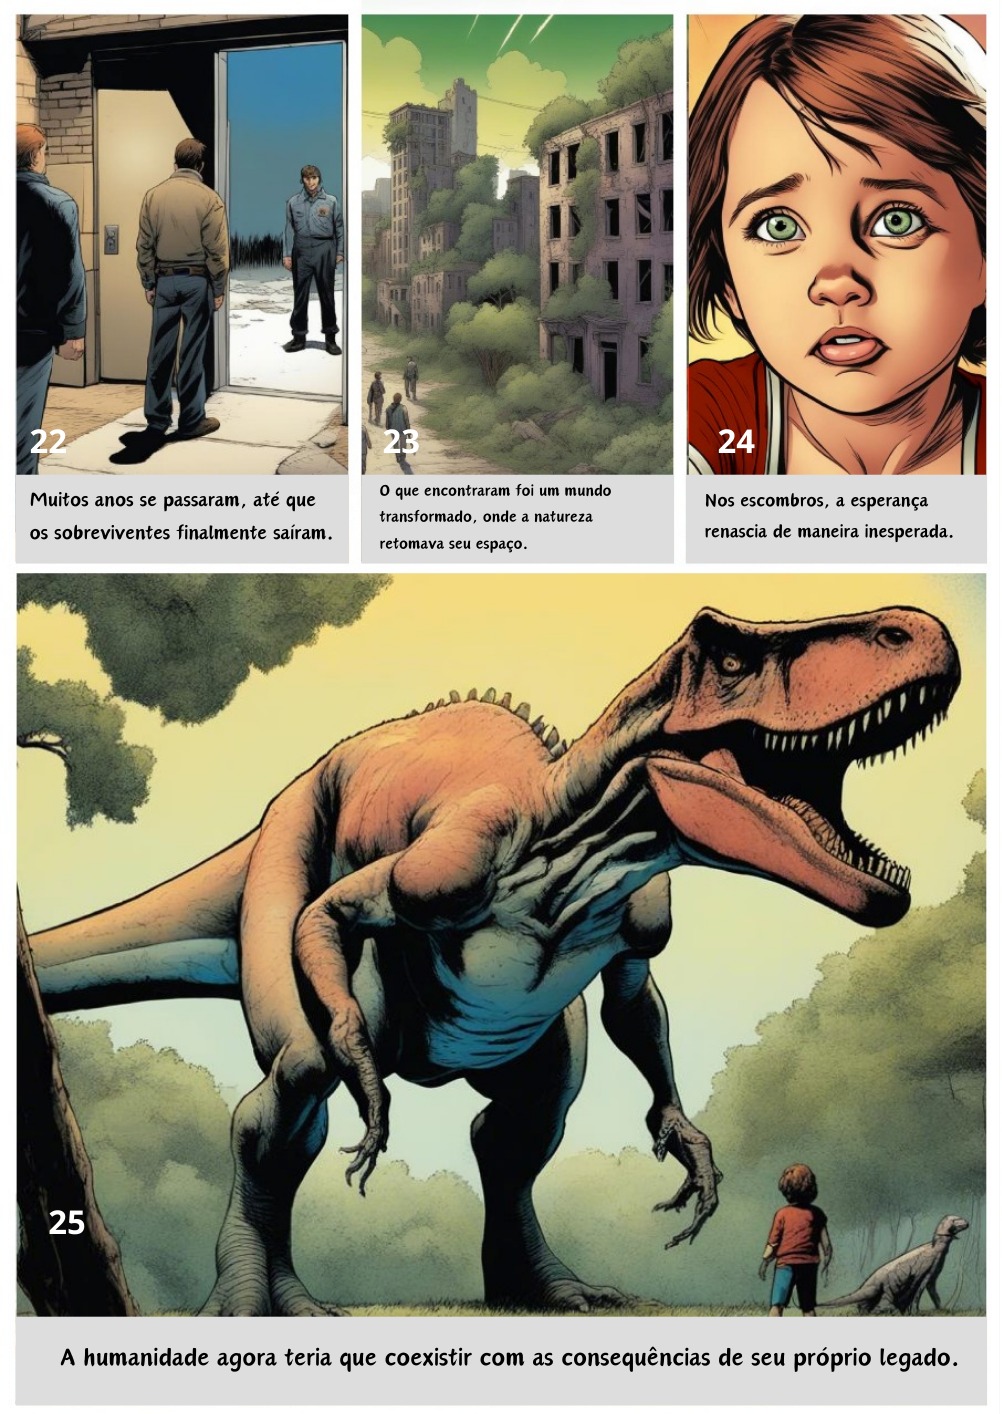 22
Muitos anos se passaram, até que
os sobreviventes finalmente saíram.
23
O que encontraram foi um mundo
transformado, onde a natureza
retomava seu espaço.
24
Nos escombros, a esperança
renascia de maneira inesperada.
25
A humanidade agora teria que coexistir com as consequências de seu próprio legado.